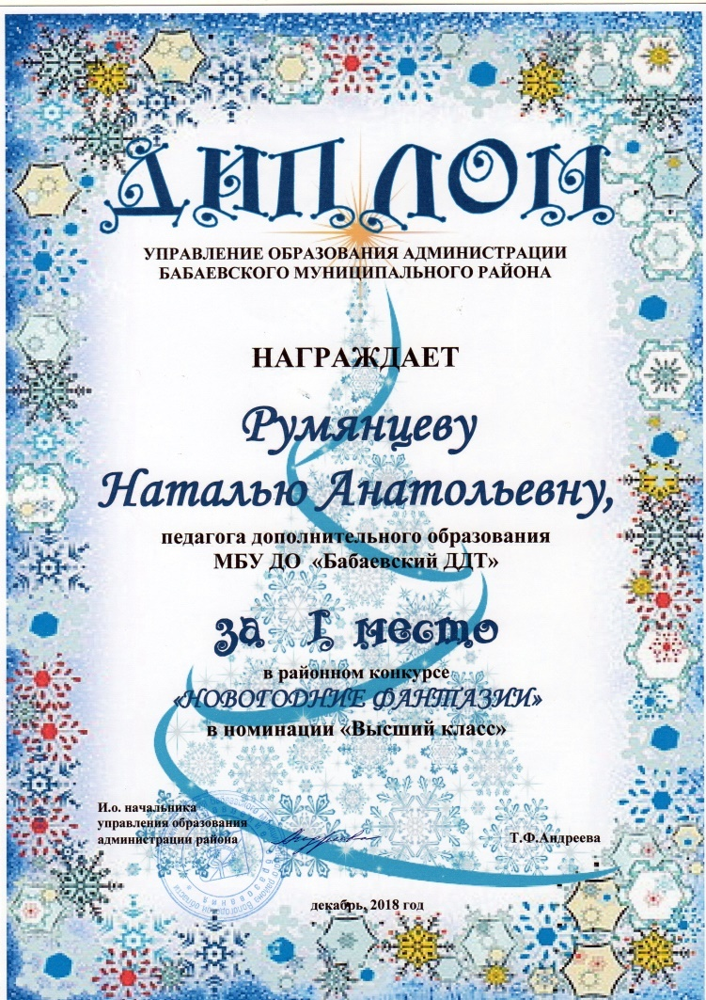 ДИПЛОМ
УПРАВЛЕНИЕ ОБРАЗОВАНИЯ АДМИНИСТРАЦИИ
БАБАЕВСКОГО МУНИЦИПАЛЬНОГО РАЙОНА
НАГРАЖДАЕТ
Румянцеву
Наталью Анатольевну,
педагога дополнительного образования
МБУ ДО «Бабаевский ДДТ»
за I место
в районном конкурсе
«НОВОГОДНИЕ ФАНТАЗИИ»
в номинации «Высший класс»
И.о. начальника
управления образования
администрации района Т.Ф.Андреева
декабрь, 2018 год